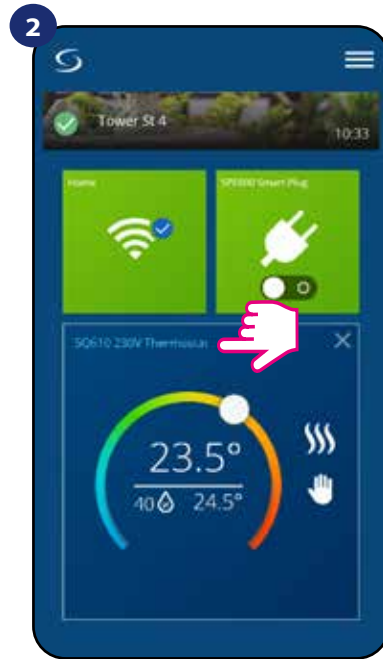 2
Tower St 4
10:33
Home
SPE600 Smart Plug
SQ610 230V Thermostat
23.5°
40 24.5°